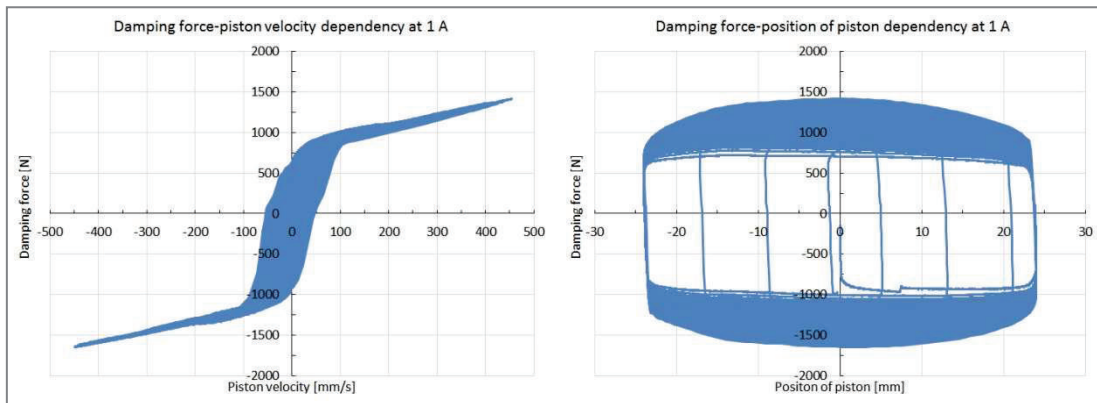 Damping force-piston velocity dependency at 1 A
2000
1500
1000
500
0
-500
-1000
-1500
-2000
-500 -400 -300 -200 -100 0 100 200 300 400 500
Damping force [N]
Piston velocity [mm/s]
Damping force-position of piston dependency at 1 A
2000
1500
1000
500
0
-500
-1000
-1500
-2000
-30 -20 -10 0 10 20 30
Damping force [N]
Positon of piston [mm]